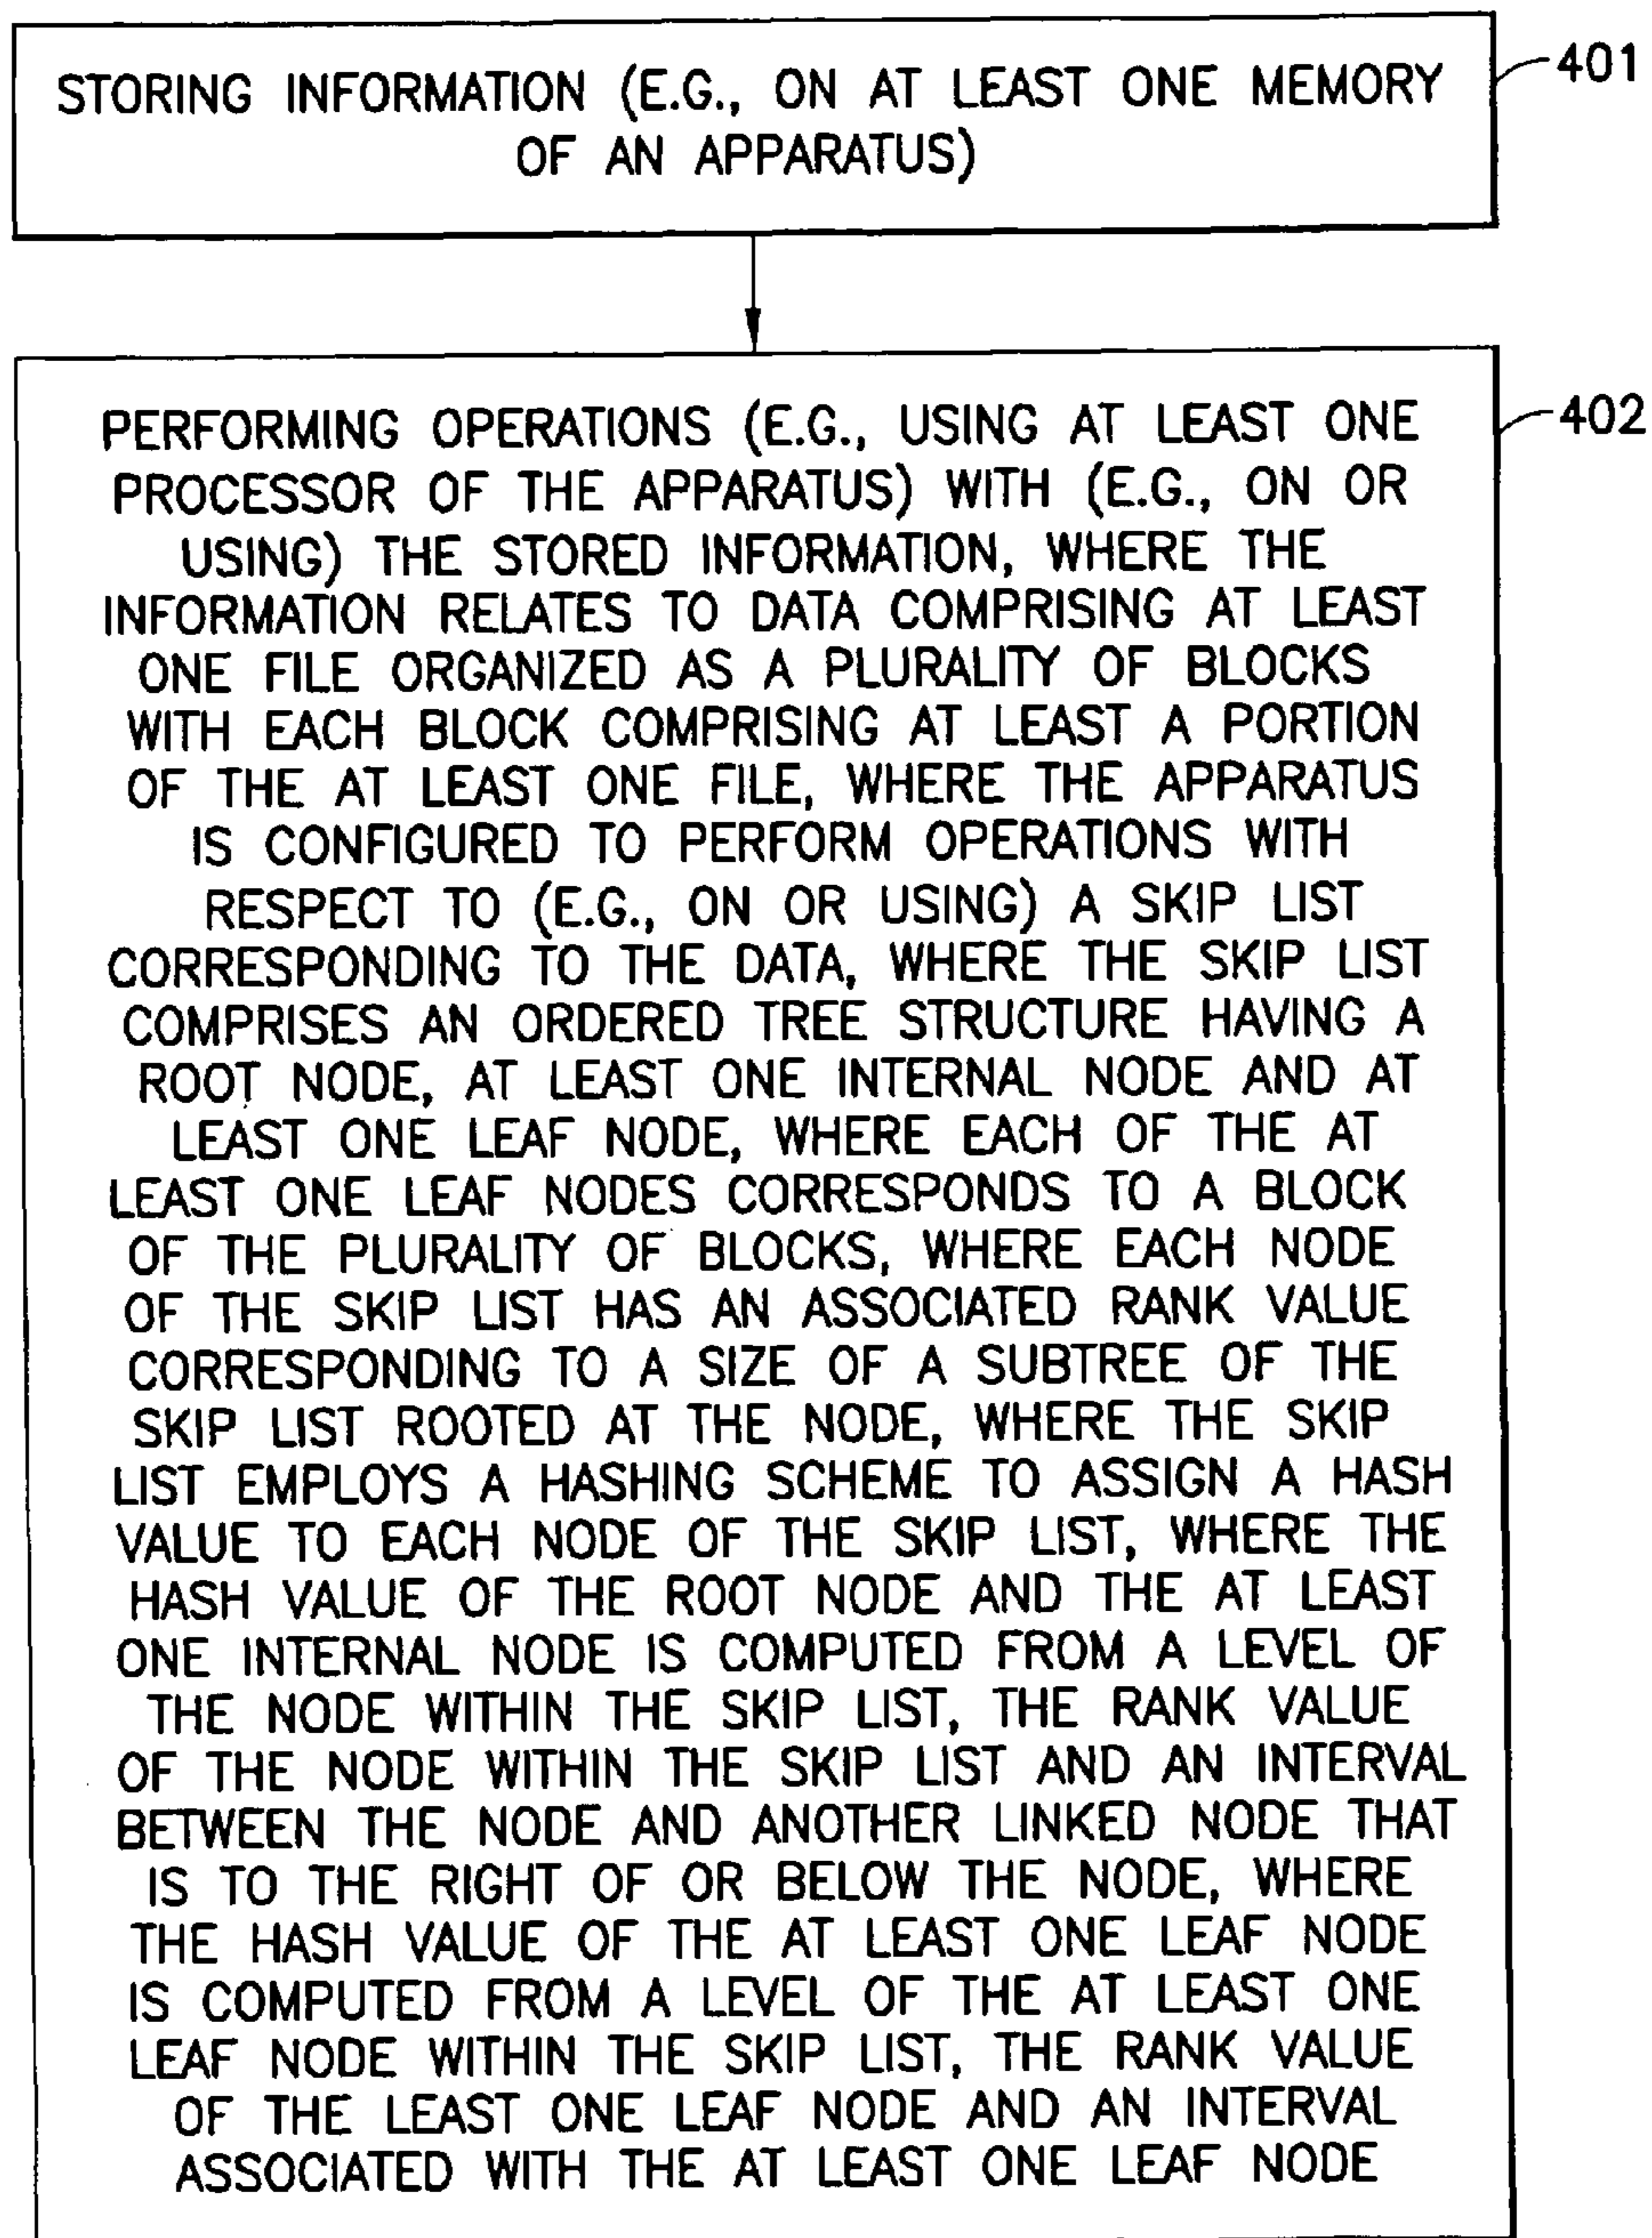 STORING INFORMATION (E.G., ON AT LEAST ONE MEMORY
OF AN APPARATUS)
401
PERFORMING OPERATIONS (E.G., USING AT LEAST ONE
PROCESSOR OF THE APPARATUS) WITH (E.G., ON OR
USING) THE STORED INFORMATION, WHERE THE
INFORMATION RELATES TO DATA COMPRISING AT LEAST
ONE FILE ORGANIZED AS A PLURALITY OF BLOCKS
WITH EACH BLOCK COMPRISING AT LEAST A PORTION
OF THE AT LEAST ONE FILE, WHERE THE APPARATUS
IS CONFIGURED TO PERFORM OPERATIONS WITH
RESPECT TO (E.G., ON OR USING) A SKIP LIST
CORRESPONDING TO THE DATA, WHERE THE SKIP LIST
COMPRISES AN ORDERED TREE STRUCTURE HAVING A
ROOT NODE, AT LEAST ONE INTERNAL NODE AND AT
LEAST ONE LEAF NODE, WHERE EACH OF THE AT
LEAST ONE LEAF NODES CORRESPONDS TO A BLOCK
OF THE PLURALITY OF BLOCKS, WHERE EACH NODE
OF THE SKIP LIST HAS AN ASSOCIATED RANK VALUE
CORRESPONDING TO A SIZE OF A SUBTREE OF THE
SKIP LIST ROOTED AT THE NODE, WHERE THE SKIP
LIST EMPLOYS A HASHING SCHEME TO ASSIGN A HASH
VALUE TO EACH NODE OF THE SKIP LIST, WHERE THE
HASH VALUE OF THE ROOT NODE AND THE AT LEAST
ONE INTERNAL NODE IS COMPUTED FROM A LEVEL OF
THE NODE WITHIN THE SKIP LIST, THE RANK VALUE
OF THE NODE WITHIN THE SKIP LIST AND AN INTERVAL
BETWEEN THE NODE AND ANOTHER LINKED NODE THAT
IS TO THE RIGHT OF OR BELOW THE NODE, WHERE
THE HASH VALUE OF THE AT LEAST ONE LEAF NODE
IS COMPUTED FROM A LEVEL OF THE AT LEAST ONE
LEAF NODE WITHIN THE SKIP LIST, THE RANK VALUE
OF THE LEAST ONE LEAF NODE AND AN INTERVAL
ASSOCIATED WITH THE AT LEAST ONE LEAF NODE
402